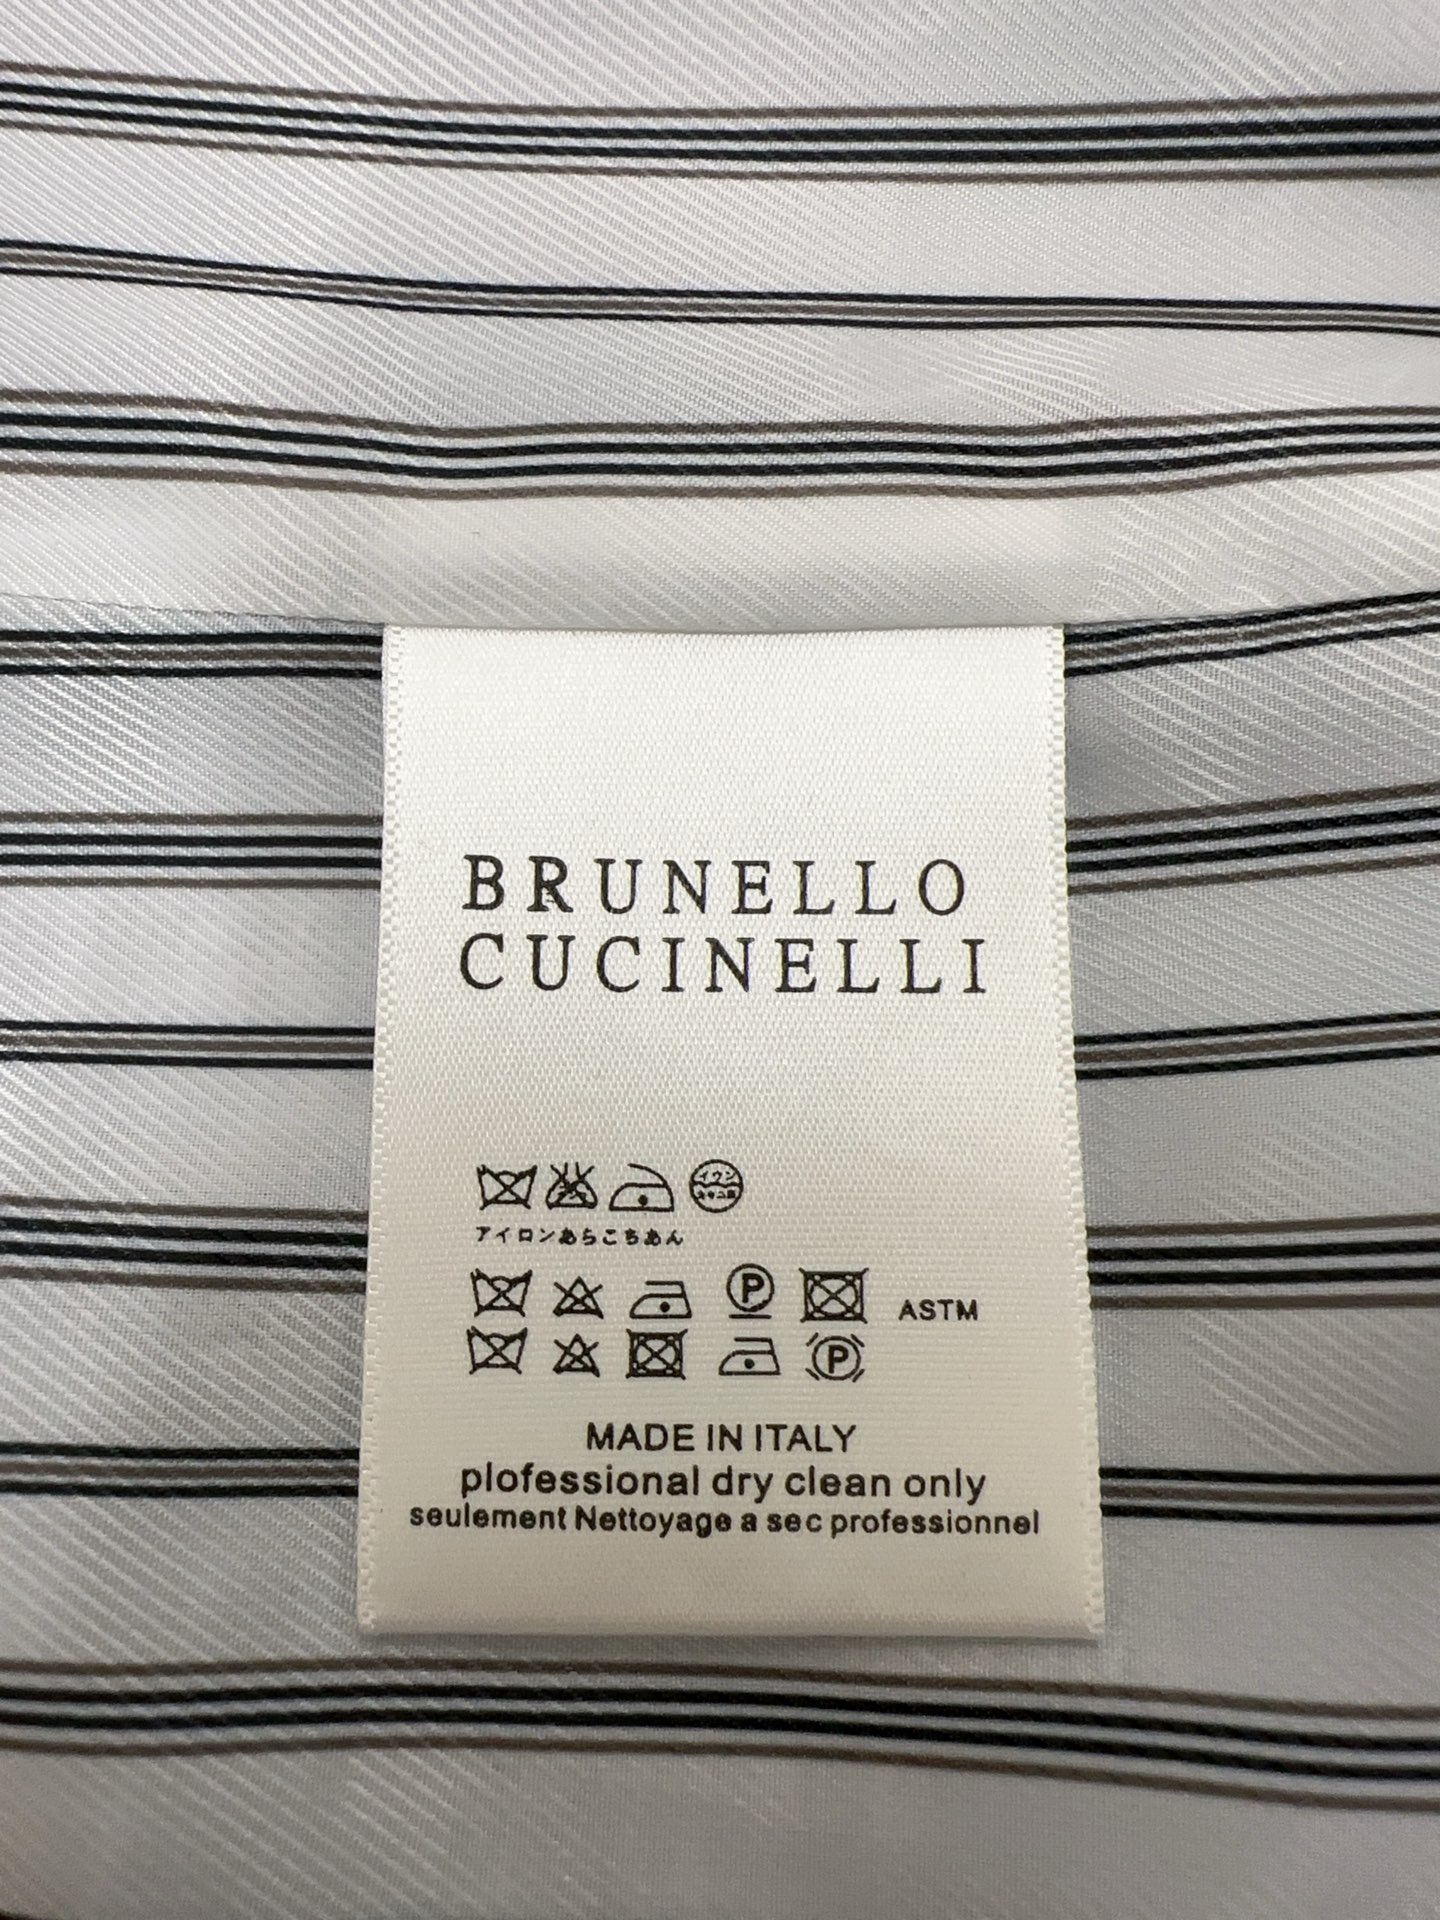 BRUNELLO
CUCINELLI
アイロンあらこちあん
P
ASTM
P
MADE IN ITALY
plofessional dry clean only
seulement Nettoyage a sec professionnel